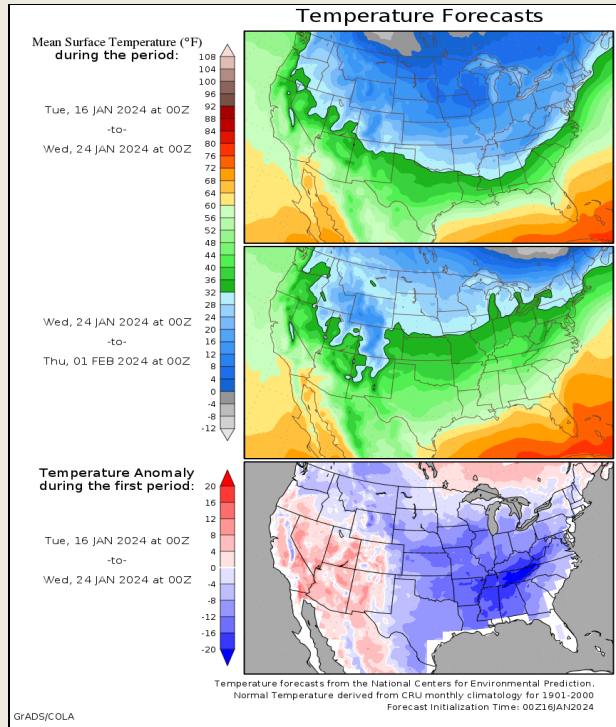 Temperature Forecasts
Mean Surface Temperature (°F)
during the period:
108
104
100
96
92
88
84
80
76
72
68
64
60
56
52
48
44
40
36
32
28
24
20
16
12
8
4
0
-4
-8
-12
Tue, 16 JAN 2024 at 00Z
-to-
Wed, 24 JAN 2024 at 00Z
Wed, 24 JAN 2024 at 00Z
-to-
Thu, 01 FEB 2024 at 00Z
Temperature Anomaly
during the first period:
20
16
12
8
4
0
-4
-8
-12
-16
-20
Tue, 16 JAN 2024 at 00Z
-to-
Wed, 24 JAN 2024 at 00Z
Temperature forecasts from the National Centers for Environmental Prediction.
Normal Temperature derived from CRU monthly climatology for 1901-2000
Forecast Initialization Time: 00Z16JAN2024
GrADS/COLA